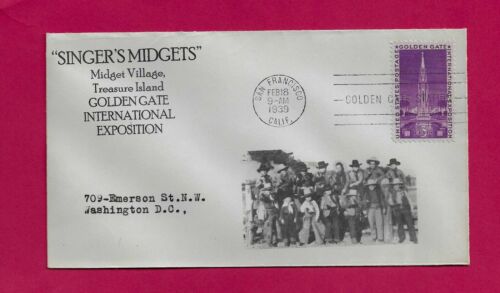 "SINGER'S MIDGETS"
Midget Village,
Treasure Island
GOLDEN GATE
INTERNATIONAL
EXPOSITION
SAN FRANCISCO
FEB 18
9-AM
1939
CALIF.
GOLDEN GATE
UNITED STATES POSTAGE
GOLDEN GATE
INTERNATIONAL EXPOSITION
3¢
709-Emerson St.N.W.
Washington D.C.,